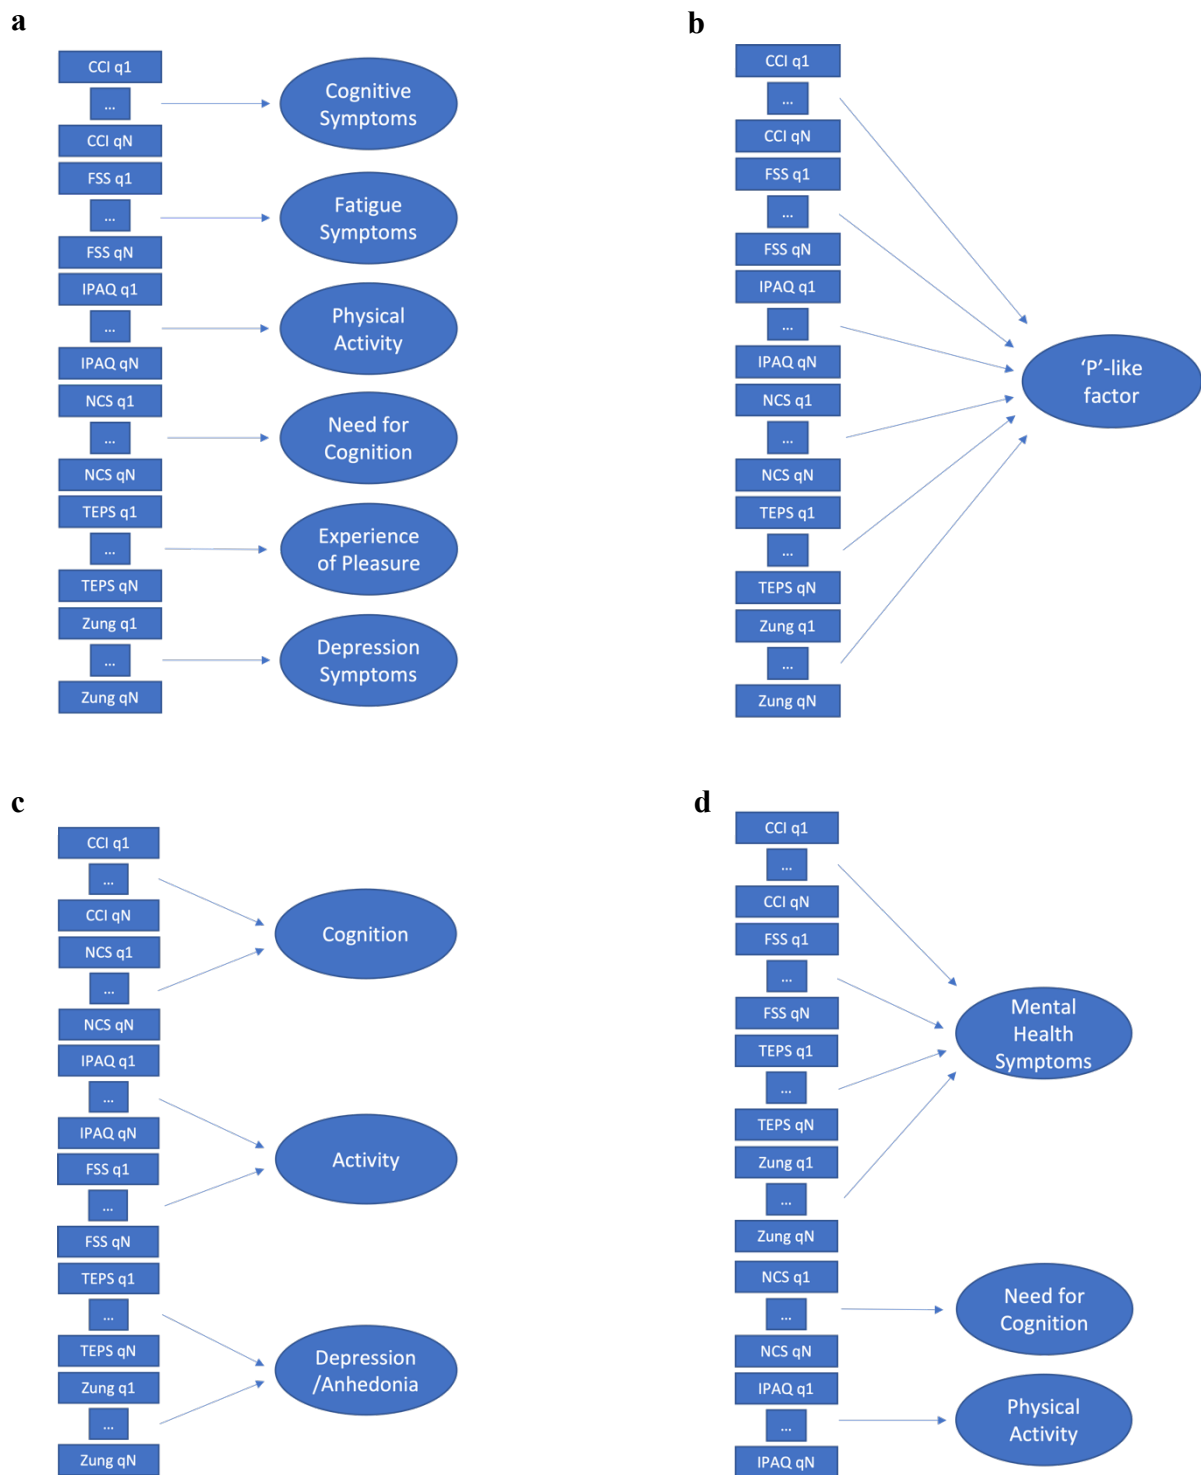 a
CCI q1
...
CCI qN
FSS q1
...
FSS qN
IPAQ q1
...
IPAQ qN
NCS q1
...
NCS qN
TEPS q1
...
TEPS qN
Zung q1
...
Zung qN
Cognitive
Symptoms
Fatigue
Symptoms
Physical
Activity
Need for
Cognition
Experience
of Pleasure
Depression
Symptoms
b
CCI q1
...
CCI qN
FSS q1
...
FSS qN
IPAQ q1
...
IPAQ qN
NCS q1
...
NCS qN
TEPS q1
...
TEPS qN
Zung q1
...
Zung qN
‘P’-like
factor
c
CCI q1
...
CCI qN
NCS q1
...
NCS qN
IPAQ q1
...
IPAQ qN
FSS q1
...
FSS qN
TEPS q1
...
TEPS qN
Zung q1
...
Zung qN
Cognition
Activity
Depression
/Anhedonia
d
CCI q1
...
CCI qN
FSS q1
...
FSS qN
TEPS q1
...
TEPS qN
Zung q1
...
Zung qN
NCS q1
...
NCS qN
IPAQ q1
...
IPAQ qN
Mental
Health
Symptoms
Need for
Cognition
Physical
Activity